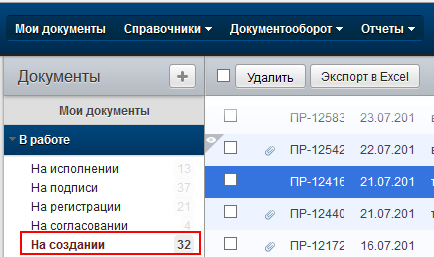 Мои документы Справочники Документооборот Отчеты
Документы + Удалить Экспорт в Excel
Мои документы
В работе
На исполнении 13
На подписи 37
На регистрации 21
На согласовании 4
На создании 32
ПР-12583 23.07.201
ПР-12542 22.07.201
ПР-12416 21.07.201
ПР-12440 21.07.201
ПР-12172 16.07.201